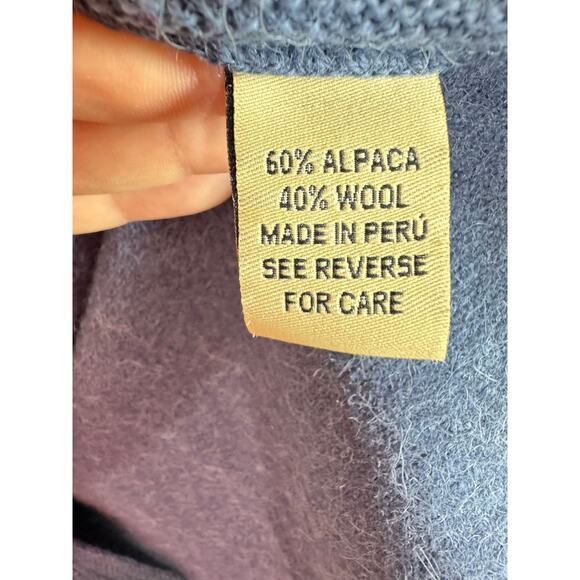 60% ALPACA
40% WOOL
MADE IN PERÚ
SEE REVERSE
FOR CARE